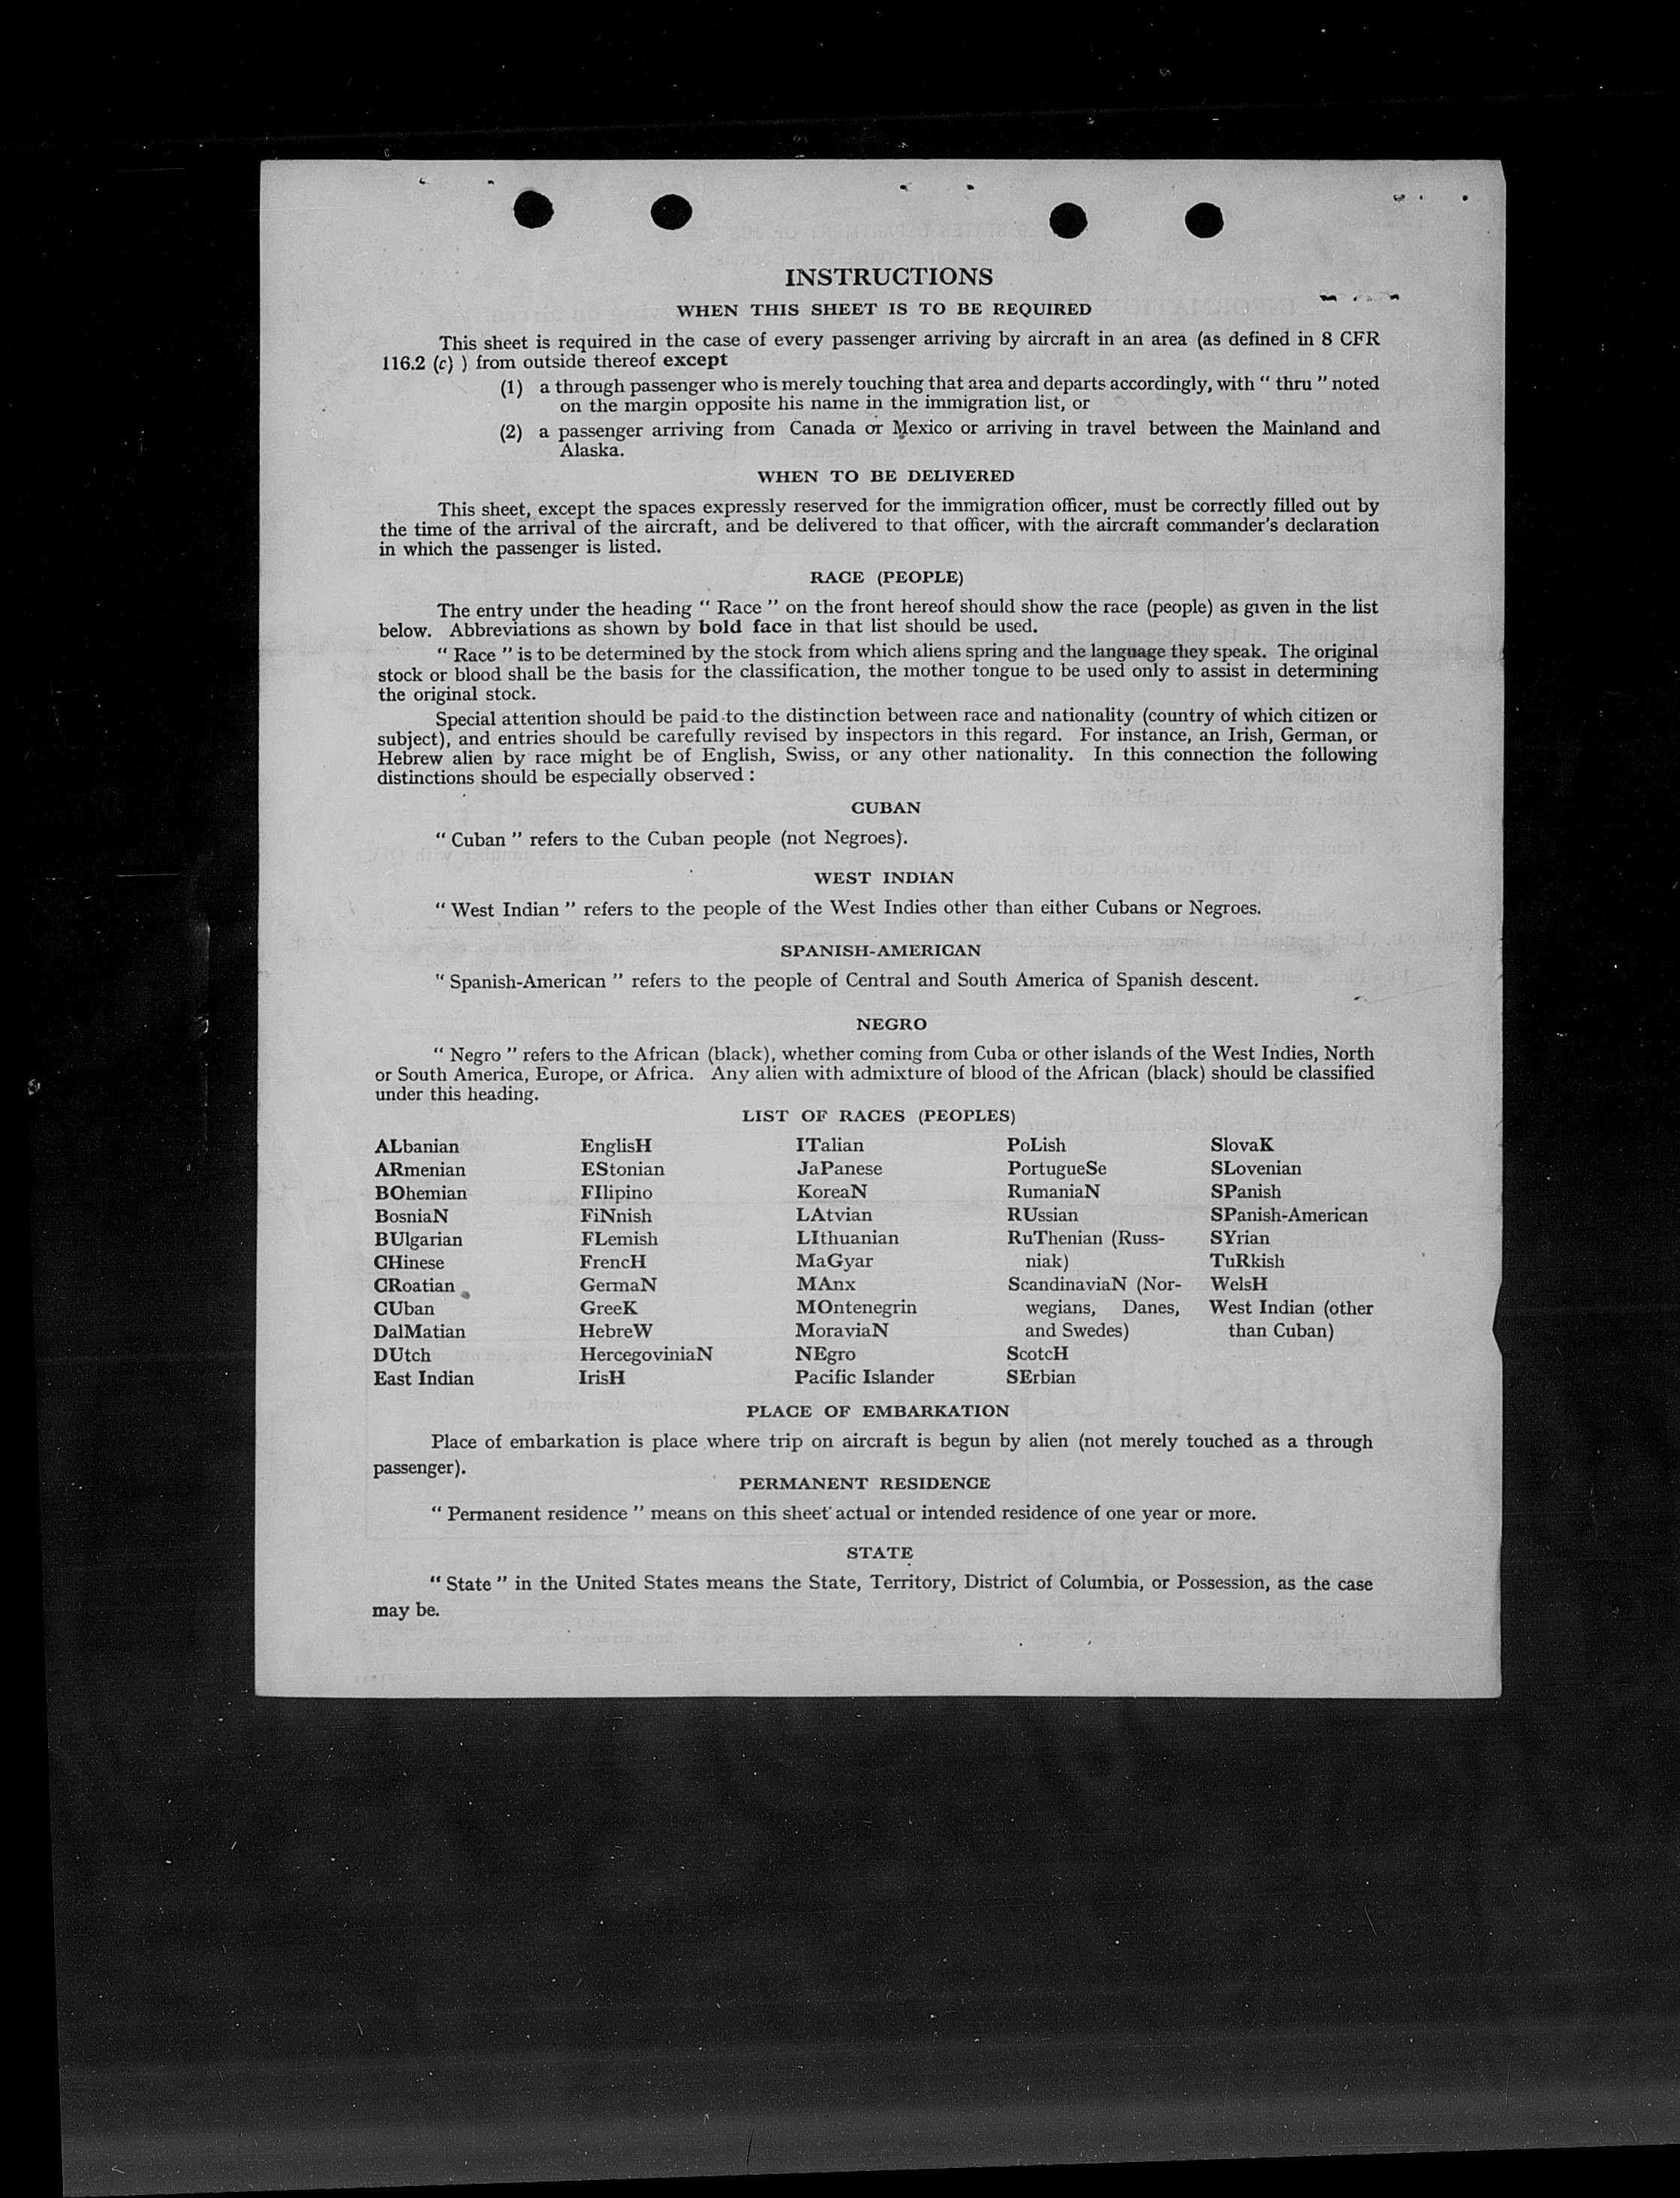 INSTRUCTIONS
WHEN THIS SHEET IS TO BE REQUIRED
This sheet is required in the case of every passenger arriving by aircraft in an area (as defined in 8 CFR
116.2 (c) ) from outside thereof except
(1) a through passenger who is merely touching that area and departs accordingly, with “ thru ” noted
on the margin opposite his name in the immigration list, or
(2) a passenger arriving from Canada or Mexico or arriving in travel between the Mainland and
Alaska.
WHEN TO BE DELIVERED
This sheet, except the spaces expressly reserved for the immigration officer, must be correctly filled out by
the time of the arrival of the aircraft, and be delivered to that officer, with the aircraft commander's declaration
in which the passenger is listed.
RACE (PEOPLE)
The entry under the heading “ Race ” on the front hereof should show the race (people) as given in the list
below. Abbreviations as shown by bold face in that list should be used.
“ Race ” is to be determined by the stock from which aliens spring and the language they speak. The original
stock or blood shall be the basis for the classification, the mother tongue to be used only to assist in determining
the original stock.
Special attention should be paid to the distinction between race and nationality (country of which citizen or
subject), and entries should be carefully revised by inspectors in this regard. For instance, an Irish, German, or
Hebrew alien by race might be of English, Swiss, or any other nationality. In this connection the following
distinctions should be especially observed :
CUBAN
“ Cuban ” refers to the Cuban people (not Negroes).
WEST INDIAN
“ West Indian ” refers to the people of the West Indies other than either Cubans or Negroes.
SPANISH-AMERICAN
“ Spanish-American ” refers to the people of Central and South America of Spanish descent.
NEGRO
“ Negro ” refers to the African (black), whether coming from Cuba or other islands of the West Indies, North
or South America, Europe, or Africa. Any alien with admixture of blood of the African (black) should be classified
under this heading.
LIST OF RACES (PEOPLES)
ALbanian
ARmenian
BOhemian
BosniaN
BUlgarian
CHinese
CRoatian
CUban
DalMatian
DUtch
East Indian
EnglisH
EStonian
FIlipino
FiNnish
FLemish
FrencH
GermaN
GreeK
HebreW
HercegoviniaN
IrisH
ITalian
JaPanese
KoreaN
LAtvian
LIthuanian
MaGyar
MAnx
MOntenegrin
MoraviaN
NEgro
Pacific Islander
PoLish
PortugueSe
RumaniaN
RUssian
RuThenian (Russ-
niak)
ScandinaviaN (Nor-
wegians, Danes,
and Swedes)
ScotcH
SErbian
SlovaK
SLovenian
SPanish
SPanish-American
SYrian
TuRkish
WelsH
West Indian (other
than Cuban)
PLACE OF EMBARKATION
Place of embarkation is place where trip on aircraft is begun by alien (not merely touched as a through
passenger).
PERMANENT RESIDENCE
“ Permanent residence ” means on this sheet actual or intended residence of one year or more.
STATE
“ State ” in the United States means the State, Territory, District of Columbia, or Possession, as the case
may be.